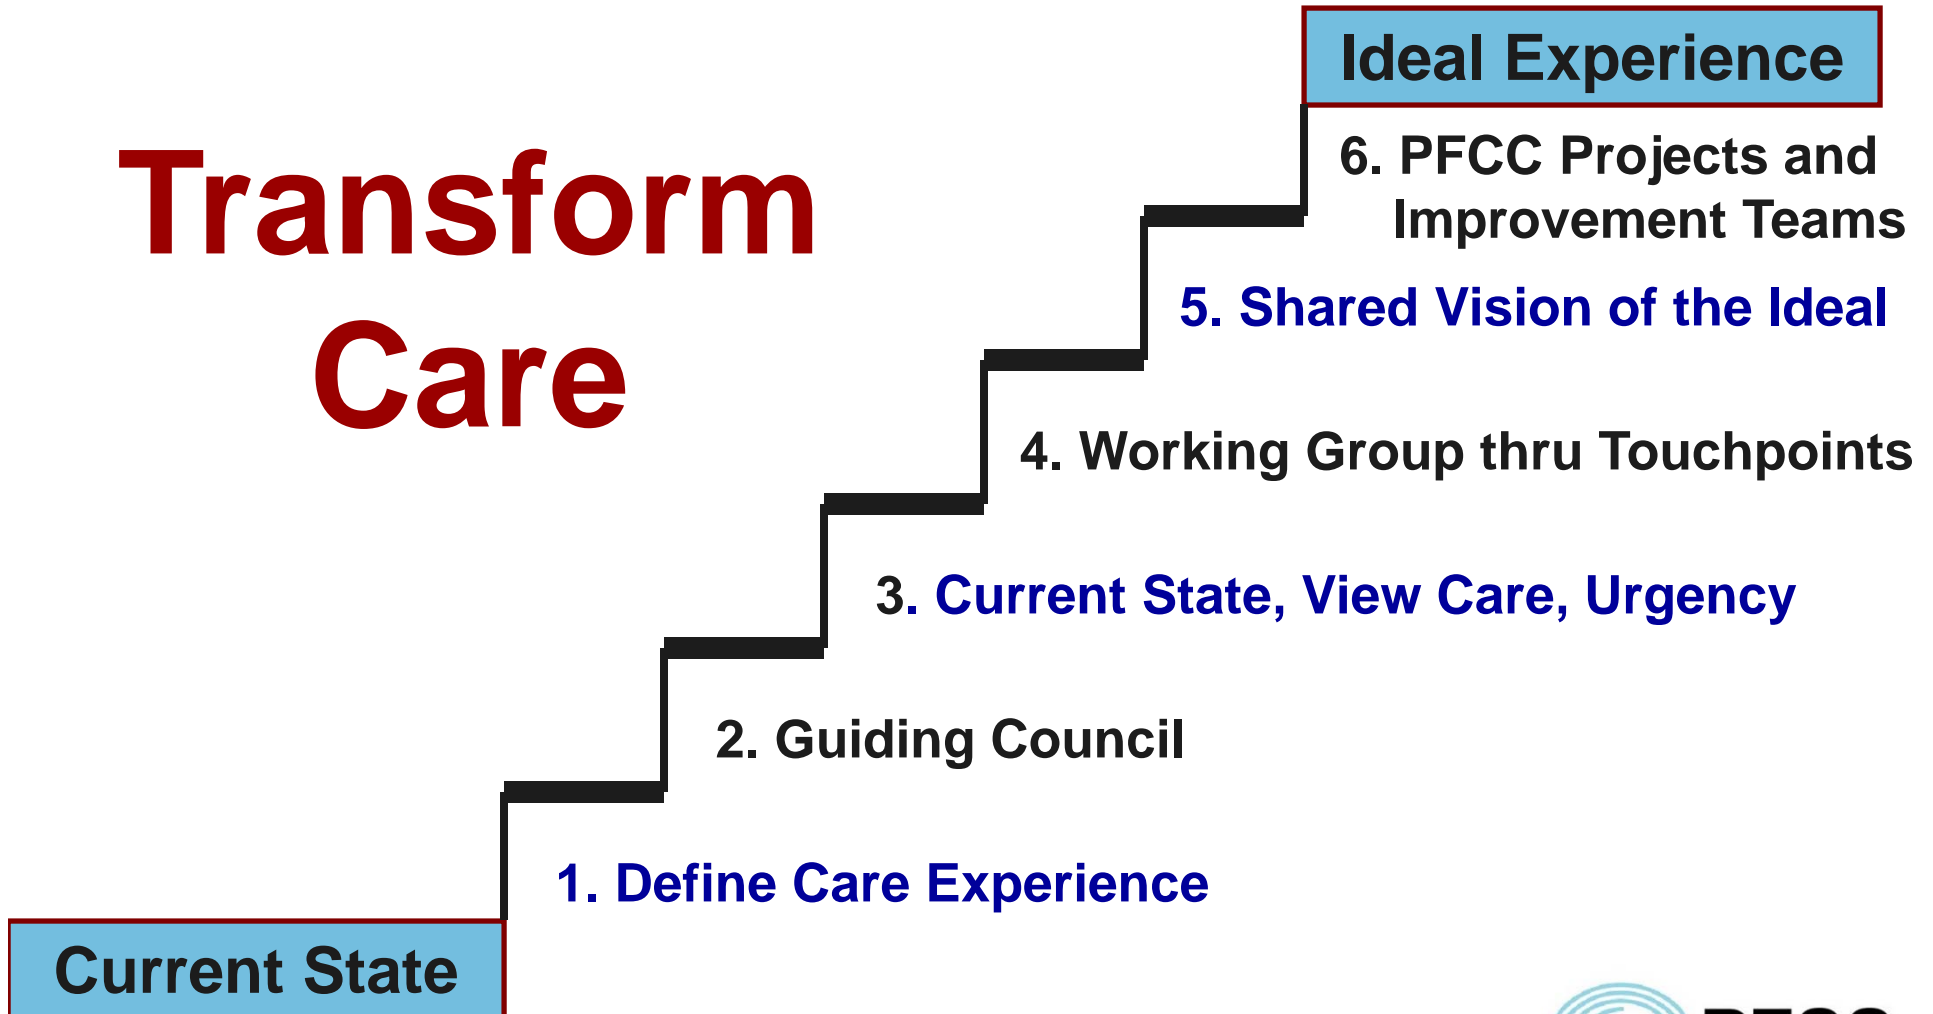 Ideal Experience
Transform
Care
6. PFCC Projects and
Improvement Teams
5. Shared Vision of the Ideal
4. Working Group thru Touchpoints
3. Current State, View Care, Urgency
2. Guiding Council
1. Define Care Experience
Current State